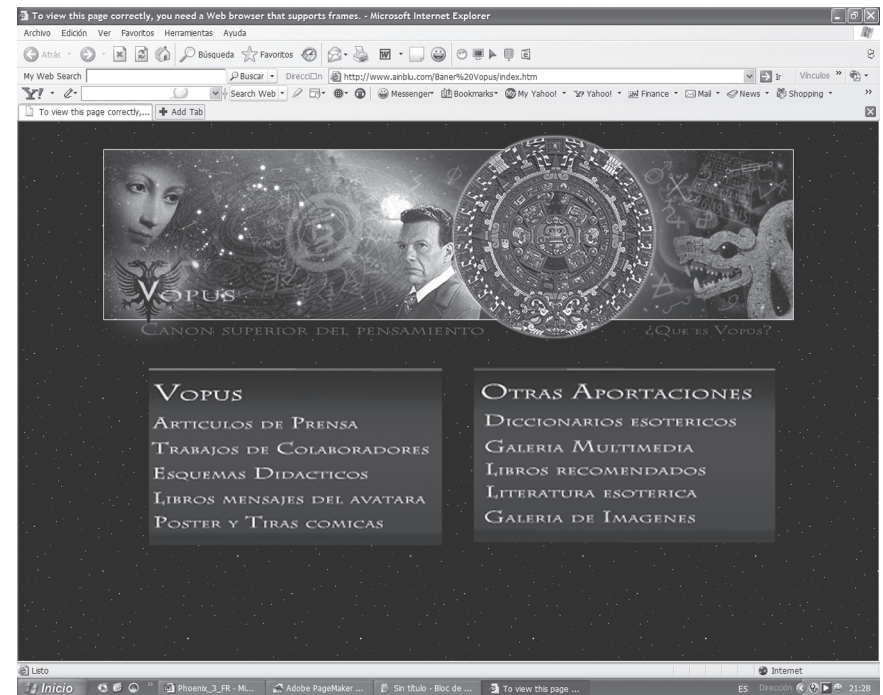 To view this page correctly, you need a Web browser that supports frames. - Microsoft Internet Explorer
Archivo Edición Ver Favoritos Herramientas Ayuda
Atrás Búsqueda Favoritos
My Web Search Buscar Dirección http://www.ainblu.com/Baner%20Vopus/index.htm Ir Vínculos »
Y! Search Web Messenger Bookmarks My Yahoo! Yahoo! Finance Mail News Shopping »
To view this page correctly,... Add Tab
VOPUS
CANON SUPERIOR DEL PENSAMIENTO ¿QUE ES VOPUS?
VOPUS
ARTICULOS DE PRENSA
TRABAJOS DE COLABORADORES
ESQUEMAS DIDACTICOS
LIBROS MENSAJES DEL AVATARA
POSTER Y TIRAS COMICAS
OTRAS APORTACIONES
DICCIONARIOS ESOTERICOS
GALERIA MULTIMEDIA
LIBROS RECOMENDADOS
LITERATURA ESOTERICA
GALERIA DE IMAGENES
Listo Internet
Inicio » Phoenix_3_FR - Mi... Adobe PageMaker ... Sin título - Bloc de ... To view this page ... ES Dirección 21:28